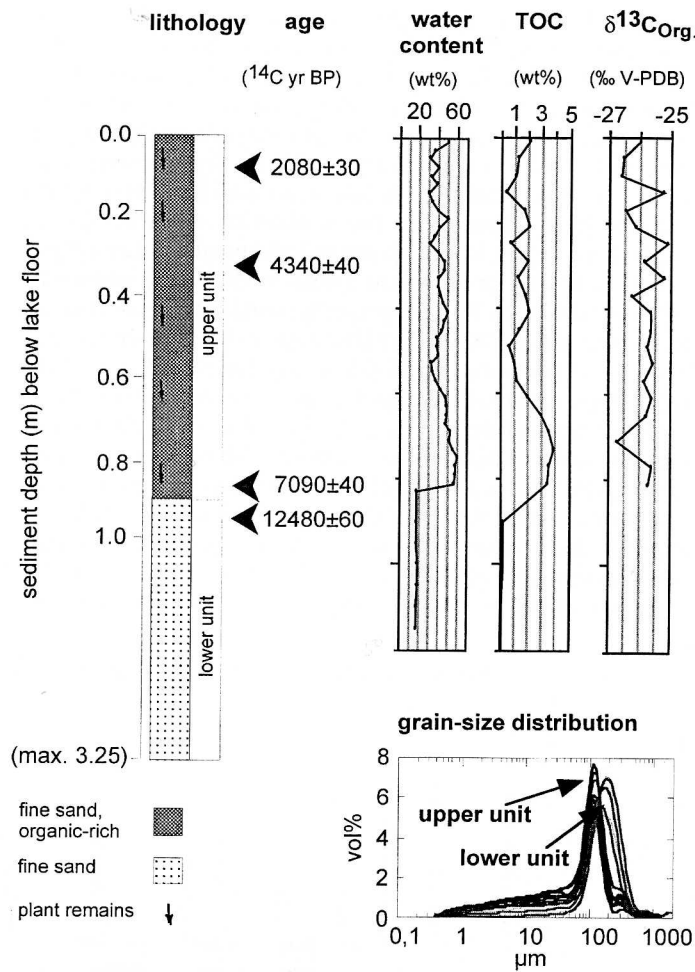 lithology age water content TOC δ13COrg.
(14C yr BP) (wt%) (wt%) (‰ V-PDB)
20 60 1 3 5 -27 -25
0.0
2080±30
0.2
4340±40
0.4
0.6
0.8
7090±40
12480±60
1.0
(max. 3.25)
sediment depth (m) below lake floor
upper unit
lower unit
fine sand,
organic-rich
fine sand
plant remains
grain-size distribution
8
6
4
2
0
vol%
upper unit
lower unit
0,1 1 10 100 1000
µm